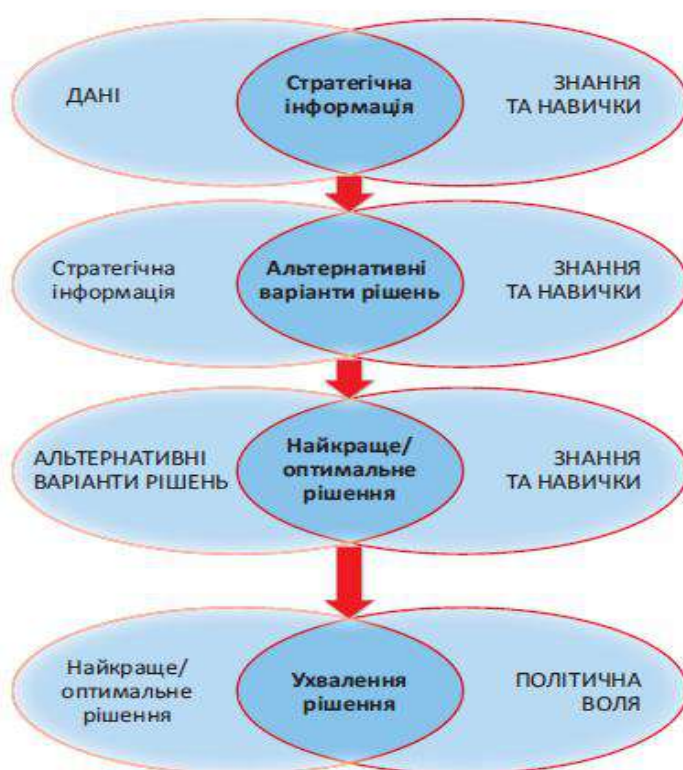 ДАНІ
Стратегічна
інформація
ЗНАННЯ
ТА НАВИЧКИ
Стратегічна
інформація
Альтернативні
варіанти рішень
ЗНАННЯ
ТА НАВИЧКИ
АЛЬТЕРНАТИВНІ
ВАРІАНТИ РІШЕНЬ
Найкраще/
оптимальне
рішення
ЗНАННЯ
ТА НАВИЧКИ
Найкраще/
оптимальне
рішення
Ухвалення
рішення
ПОЛІТИЧНА
ВОЛЯ